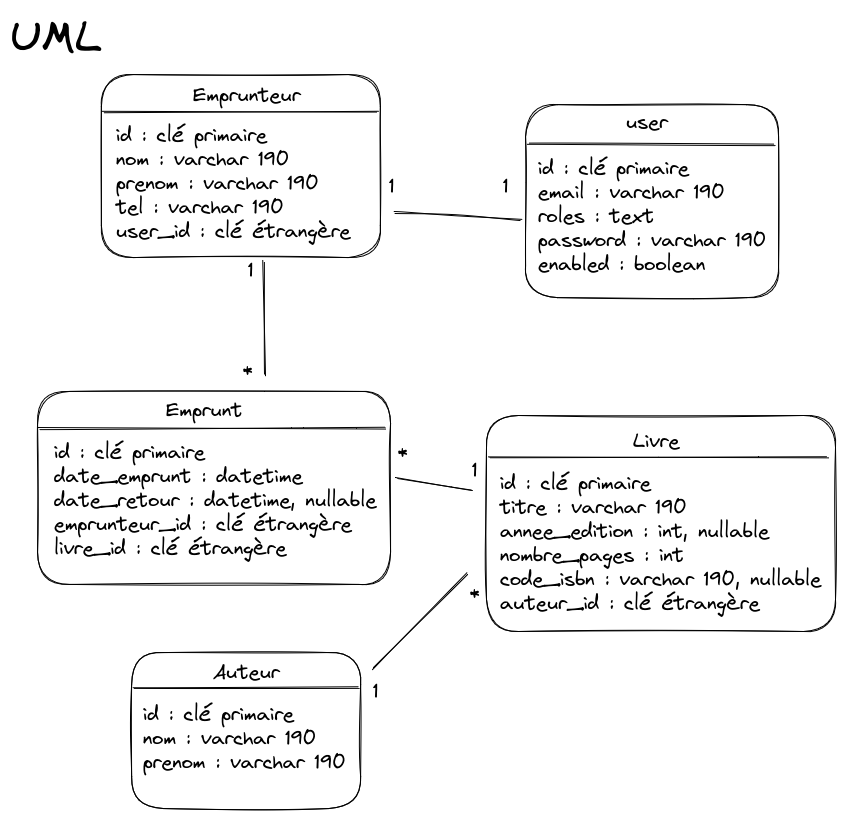 UML
Emprunteur
id : clé primaire
nom : varchar 190
prenom : varchar 190
tel : varchar 190
user_id : clé étrangère
1
1
user
id : clé primaire
email : varchar 190
roles : text
password : varchar 190
enabled : boolean
1
*
Emprunt
id : clé primaire
date_emprunt : datetime
date_retour : datetime, nullable
emprunteur_id : clé étrangère
livre_id : clé étrangère
*
1
Livre
id : clé primaire
titre : varchar 190
annee_edition : int, nullable
nombre_pages : int
code_isbn : varchar 190, nullable
auteur_id : clé étrangère
*
1
Auteur
id : clé primaire
nom : varchar 190
prenom : varchar 190